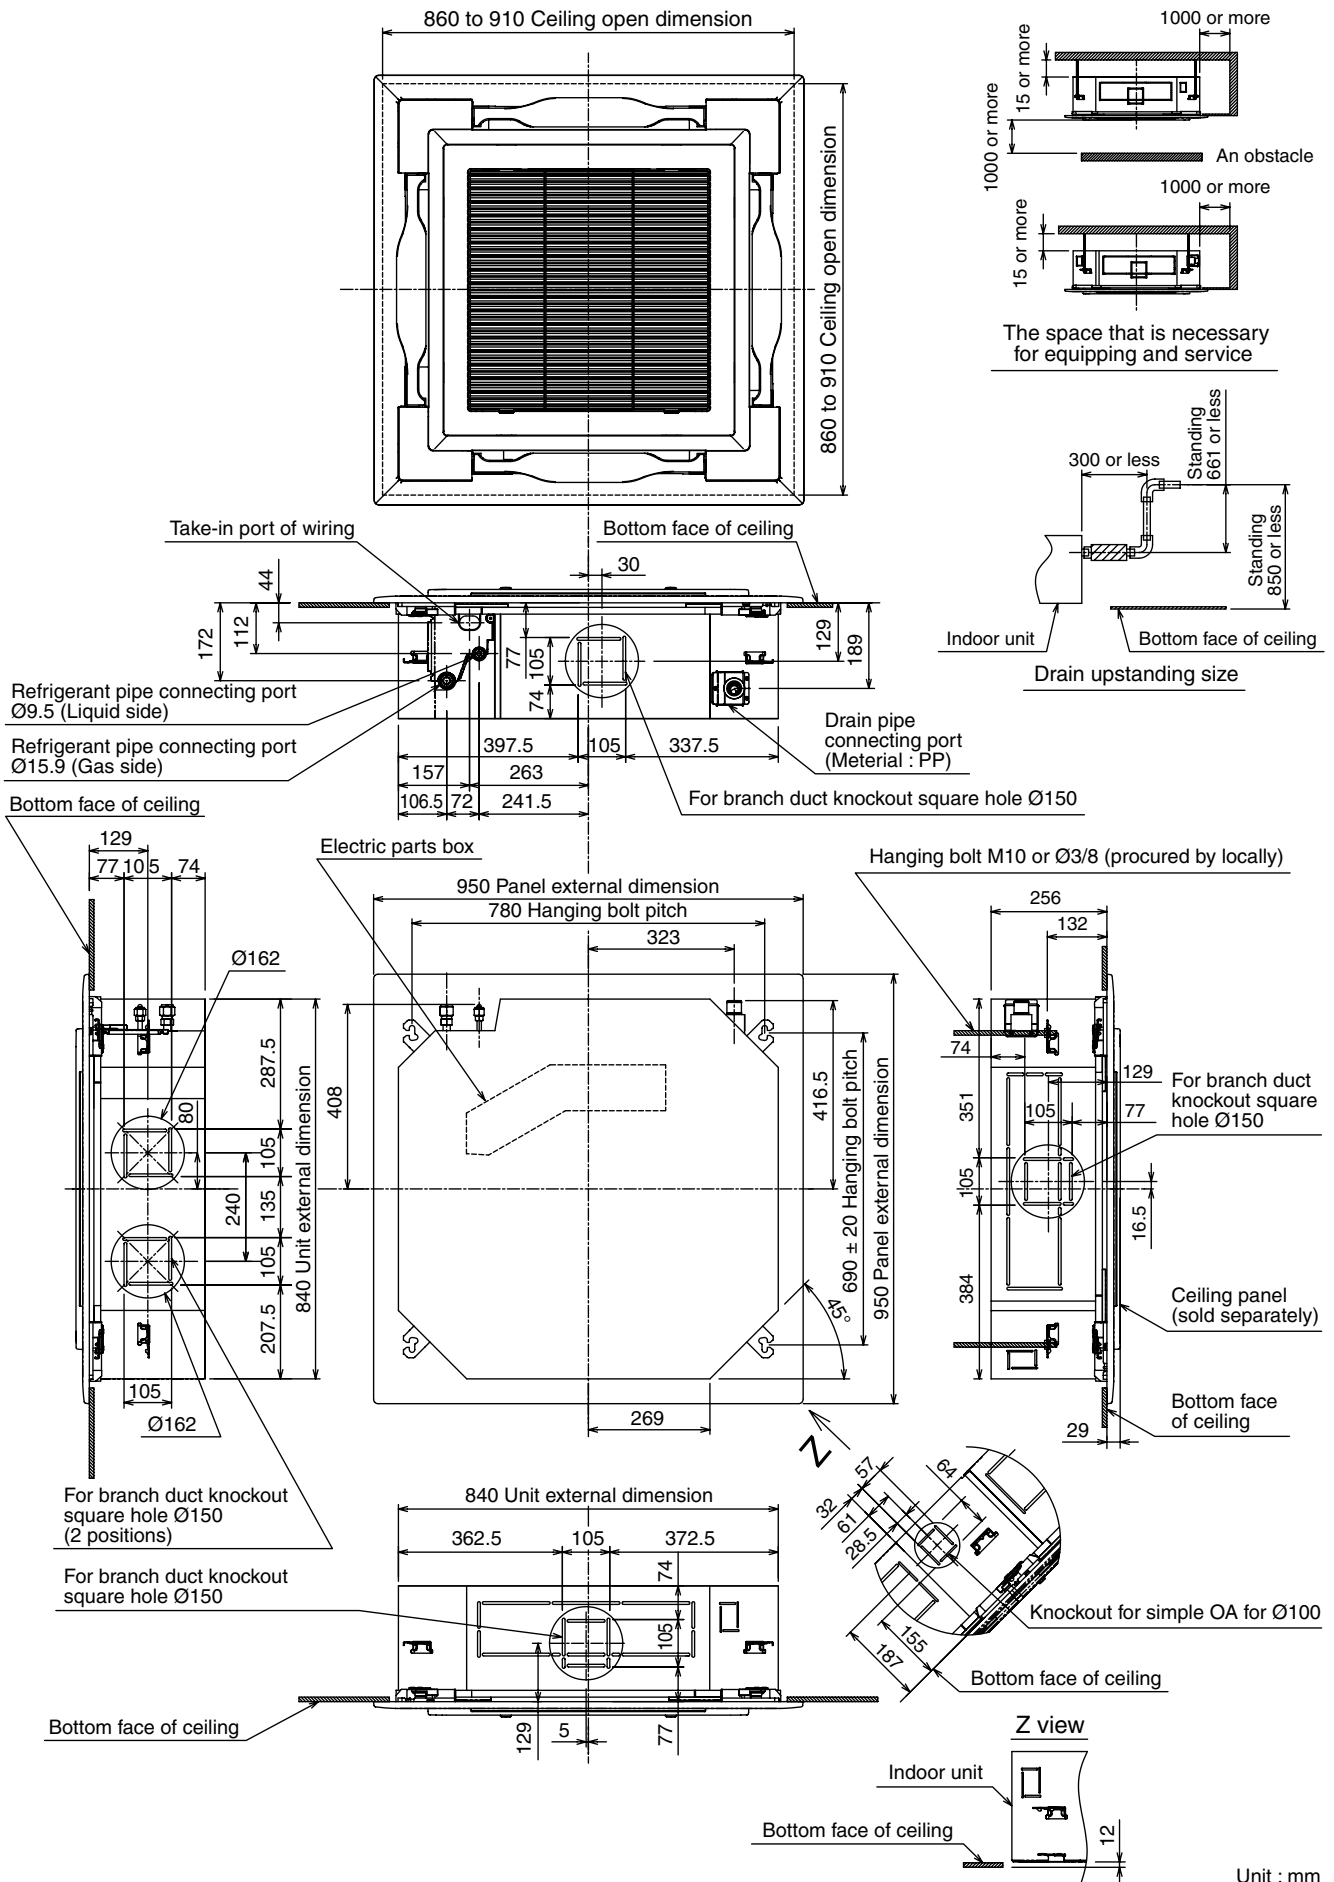 860 to 910 Ceiling open dimension
860 to 910 Ceiling open dimension
1000 or more
15 or more
1000 or more
An obstacle
1000 or more
15 or more
The space that is necessary
for equipping and service
300 or less
Standing
661 or less
Standing
850 or less
Indoor unit
Bottom face of ceiling
Drain upstanding size
Take-in port of wiring
Bottom face of ceiling
30
44
112
172
77
105
74
129
189
Refrigerant pipe connecting port
Ø9.5 (Liquid side)
Refrigerant pipe connecting port
Ø15.9 (Gas side)
397.5
105
337.5
157
263
106.5
72
241.5
Drain pipe
connecting port
(Meterial : PP)
For branch duct knockout square hole Ø150
Bottom face of ceiling
129
77
10 5
74
Ø162
287.5
80
105
135
240
105
207.5
840 Unit external dimension
105
Ø162
For branch duct knockout
square hole Ø150
(2 positions)
For branch duct knockout
square hole Ø150
Electric parts box
950 Panel external dimension
780 Hanging bolt pitch
323
408
416.5
690 ± 20 Hanging bolt pitch
950 Panel external dimension
45°
269
Z
Hanging bolt M10 or Ø3/8 (procured by locally)
256
132
74
351
129
105
77
For branch duct
knockout square
hole Ø150
105
16.5
384
Ceiling panel
(sold separately)
Bottom face
of ceiling
29
840 Unit external dimension
362.5
105
372.5
74
105
129
5
77
Bottom face of ceiling
57
64
32
61
28.5
Knockout for simple OA for Ø100
155
187
Bottom face of ceiling
Z view
Indoor unit
Bottom face of ceiling
12
Unit : mm